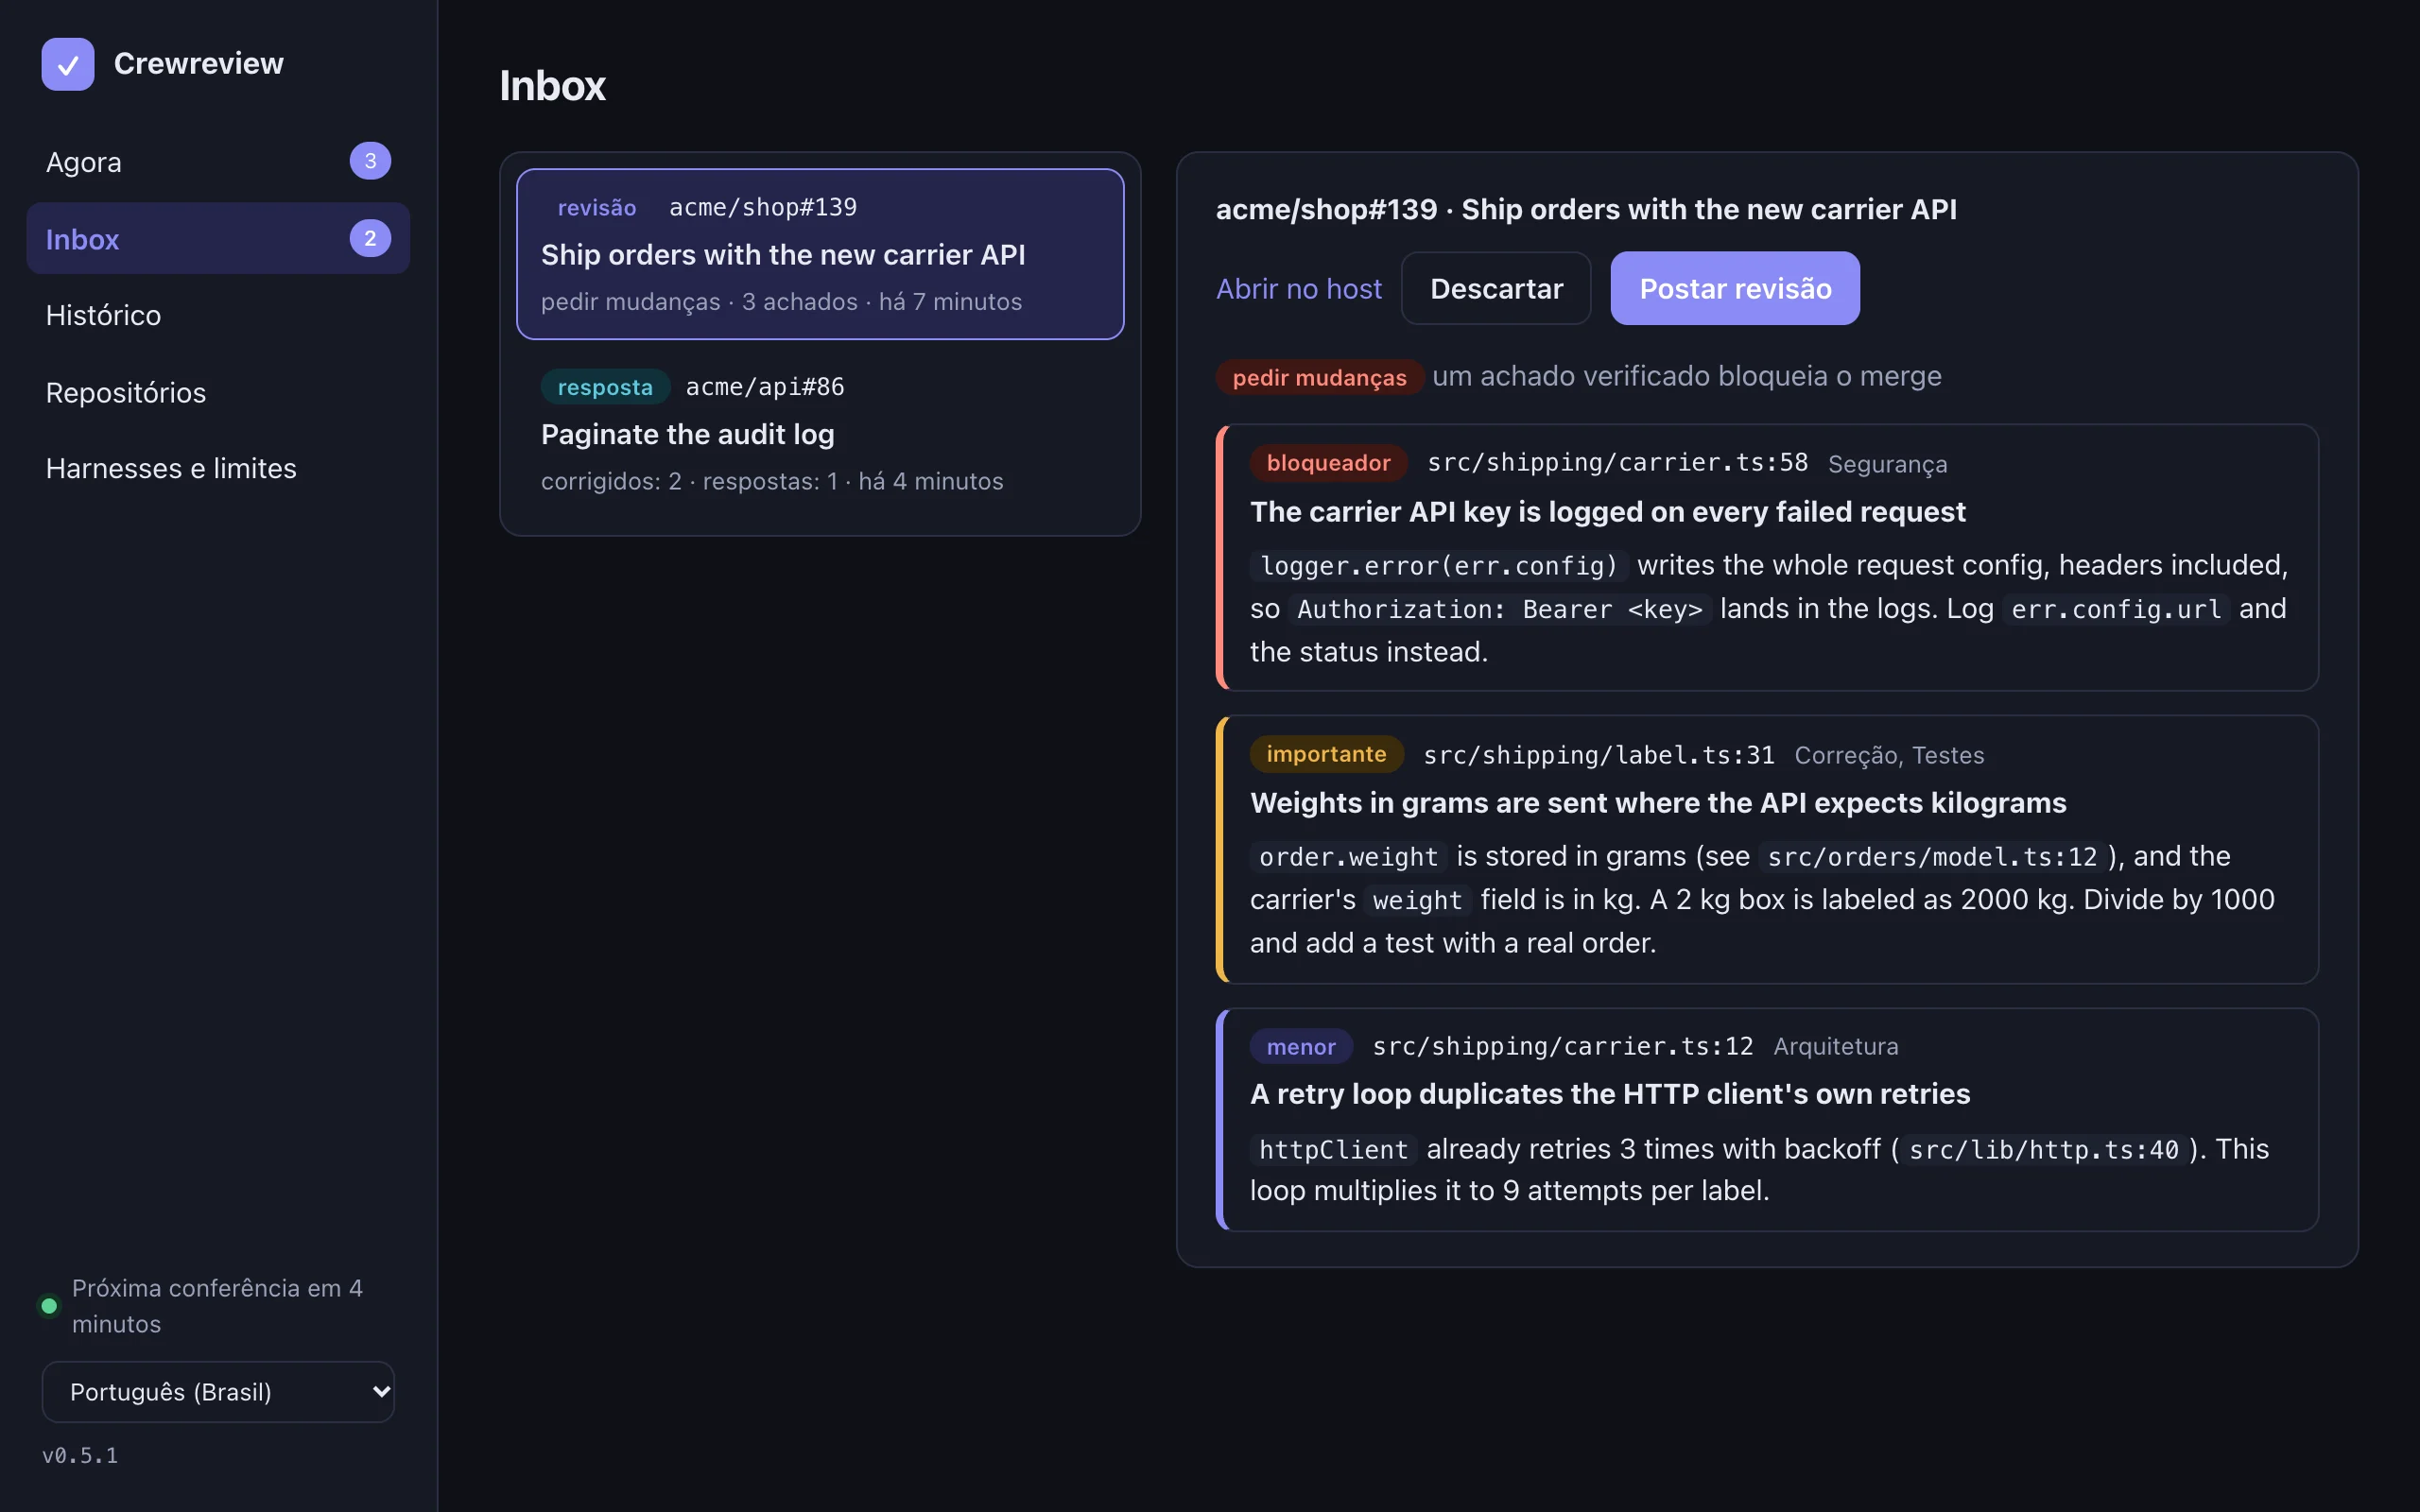 Crewreview
Agora 3
Inbox 2
Histórico
Repositórios
Harnesses e limites
Próxima conferência em 4
minutos
Português (Brasil)
v0.5.1
Inbox
revisão acme/shop#139
Ship orders with the new carrier API
pedir mudanças · 3 achados · há 7 minutos
resposta acme/api#86
Paginate the audit log
corrigidos: 2 · respostas: 1 · há 4 minutos
acme/shop#139 · Ship orders with the new carrier API
Abrir no host Descartar Postar revisão
pedir mudanças um achado verificado bloqueia o merge
bloqueador src/shipping/carrier.ts:58 Segurança
The carrier API key is logged on every failed request
logger.error(err.config) writes the whole request config, headers included,
so Authorization: Bearer <key> lands in the logs. Log err.config.url and
the status instead.
importante src/shipping/label.ts:31 Correção, Testes
Weights in grams are sent where the API expects kilograms
order.weight is stored in grams (see src/orders/model.ts:12), and the
carrier's weight field is in kg. A 2 kg box is labeled as 2000 kg. Divide by 1000
and add a test with a real order.
menor src/shipping/carrier.ts:12 Arquitetura
A retry loop duplicates the HTTP client's own retries
httpClient already retries 3 times with backoff (src/lib/http.ts:40). This
loop multiplies it to 9 attempts per label.